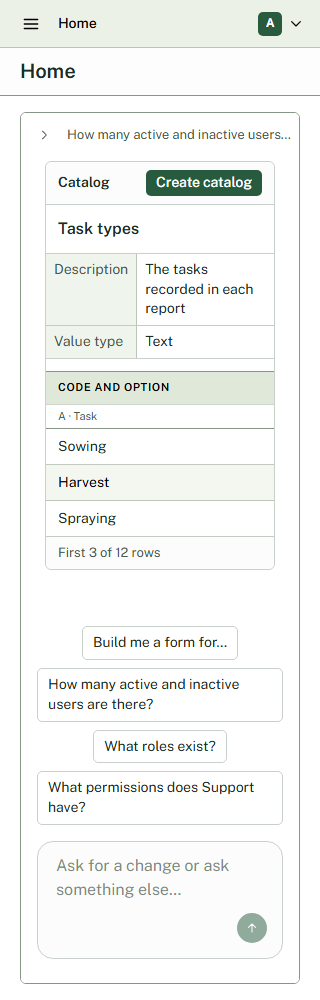 Home
A
Home
How many active and inactive users...
Catalog
Create catalog
Task types
Description
The tasks
recorded in each
report
Value type
Text
CODE AND OPTION
A · Task
Sowing
Harvest
Spraying
First 3 of 12 rows
Build me a form for...
How many active and inactive
users are there?
What roles exist?
What permissions does Support
have?
Ask for a change or ask
something else...